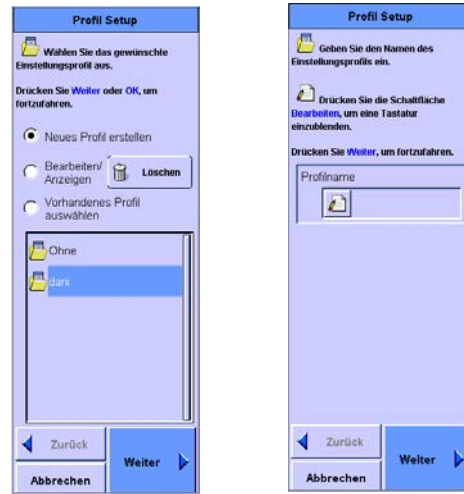 Profil Setup
Wählen Sie das gewünschte
Einstellungsprofil aus.
Drücken Sie Weiter oder OK, um
fortzufahren.
Neues Profil erstellen
Bearbeiten/
Anzeigen
Löschen
Vorhandenes Profil
auswählen
Ohne
dani
Zurück
Weiter
Abbrechen
Profil Setup
Geben Sie den Namen des
Einstellungsprofils ein.
Drücken Sie die Schaltfläche
Bearbeiten, um eine Tastatur
einzublenden.
Drücken Sie Weiter, um fortzufahren.
Profilname
Zurück
Weiter
Abbrechen